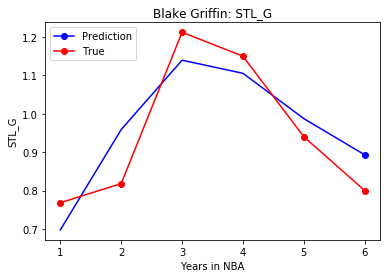 Blake Griffin: STL_G
Prediction
True
STL_G
1.2
1.1
1.0
0.9
0.8
0.7
1 2 3 4 5 6
Years in NBA